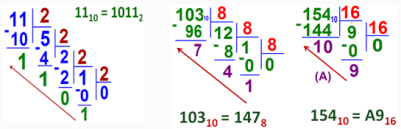 11 2 11₁₀ = 1011₂
-10 5 2
1 -4 2 2
1 -2 1 2
0 -0 0
1
103₁₀ 8
- 96 12 8
7 - 8 1 8
4 -0 0
1
103₁₀ = 147₈
154₁₀ 16
-144 9 16
10 -0 0
(A) 9
154₁₀ = A9₁₆